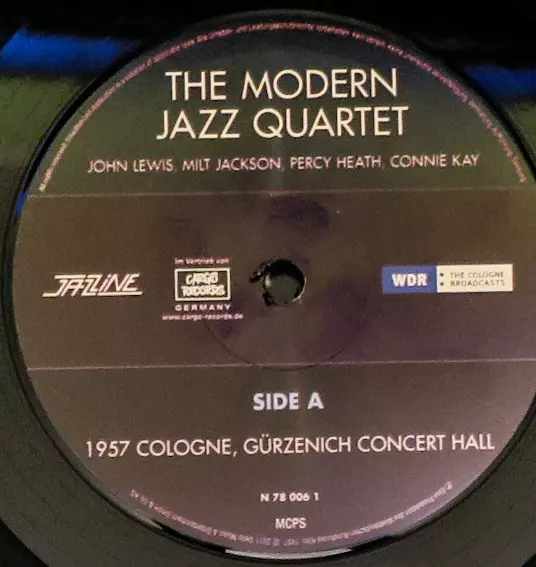 THE MODERN
JAZZ QUARTET
JOHN LEWIS, MILT JACKSON, PERCY HEATH, CONNIE KAY
JAZZLINE
Im Vertrieb von
CARGO
RECORDS
GERMANY
www.cargo-records.de
WDR
THE COLOGNE
BROADCASTS
SIDE A
1957 COLOGNE, GÜRZENICH CONCERT HALL
N 78 006 1
MCPS